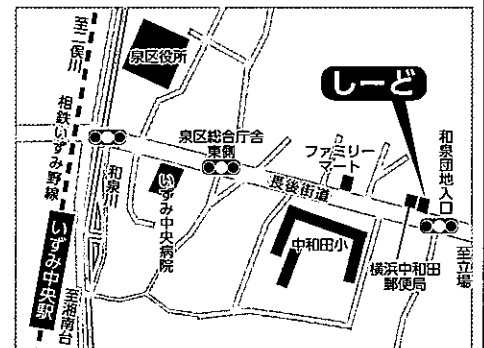 至二俣川
相鉄いずみ野線
いずみ中央駅
至湘南台
和泉川
泉区役所
泉区総合庁舎
東側
いずみ中央病院
長後街道
ファミリー
マート
中和田小
しーど
和泉団地入口
横浜中和田
郵便局
至立場